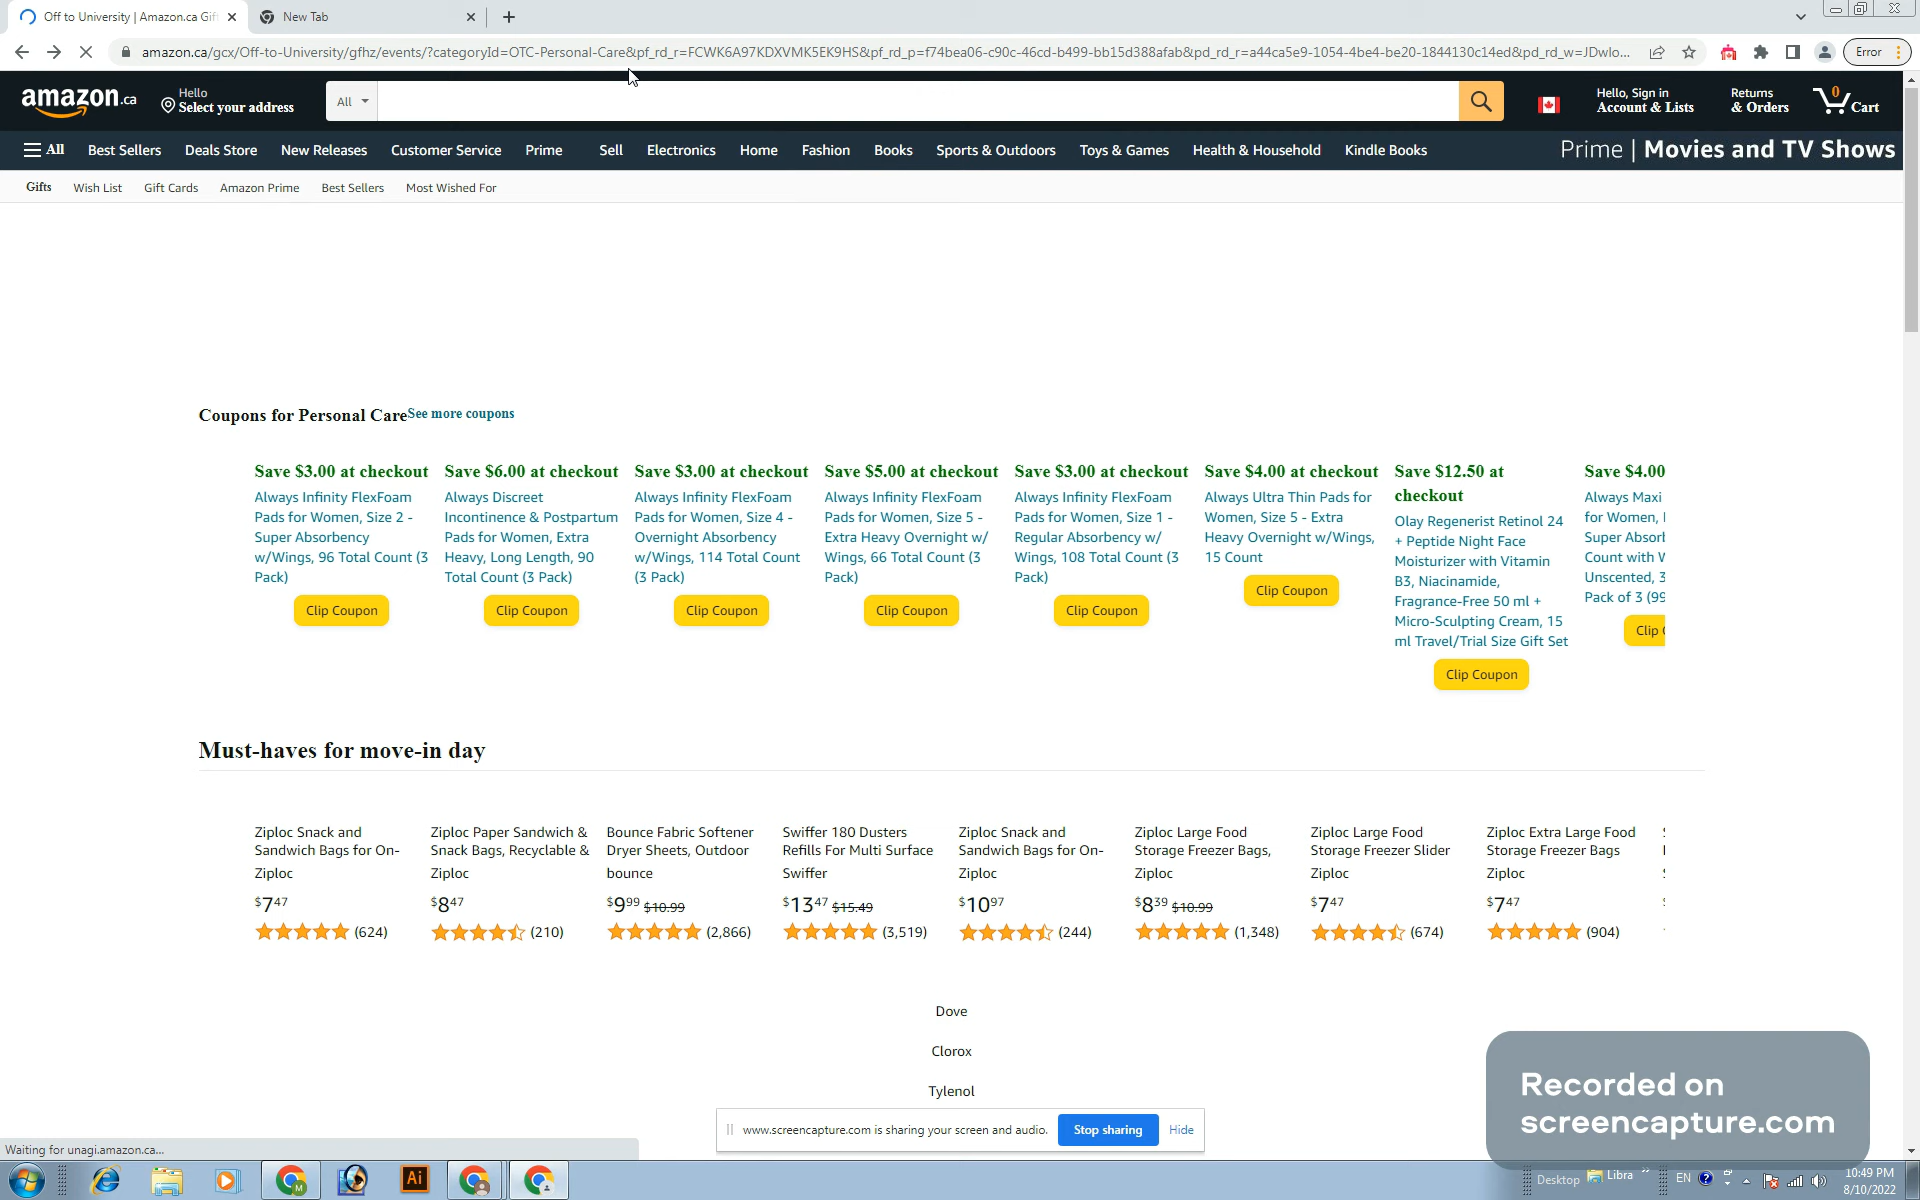 Off to University | Amazon.ca Gif
New Tab
amazon.ca/gcx/Off-to-University/gfhz/events/?categoryId=OTC-Personal-Care&pf_rd_r=FCWK6A97KDXVMK5EK9HS&pf_rd_p=f74bea06-c90c-46cd-b499-bb15d388afab&pd_rd_r=a44ca5e9-1054-4be4-be20-1844130c14ed&pd_rd_w=JDwlo...
Error
amazon.ca
Hello
Select your address
All
Hello, Sign in
Account & Lists
Returns
& Orders
0
Cart
All
Best Sellers
Deals Store
New Releases
Customer Service
Prime
Sell
Electronics
Home
Fashion
Books
Sports & Outdoors
Toys & Games
Health & Household
Kindle Books
Prime | Movies and TV Shows
Gifts
Wish List
Gift Cards
Amazon Prime
Best Sellers
Most Wished For
Coupons for Personal CareSee more coupons
Save $3.00 at checkout
Always Infinity FlexFoam
Pads for Women, Size 2 -
Super Absorbency
w/Wings, 96 Total Count (3
Pack)
Clip Coupon
Save $6.00 at checkout
Always Discreet
Incontinence & Postpartum
Pads for Women, Extra
Heavy, Long Length, 90
Total Count (3 Pack)
Clip Coupon
Save $3.00 at checkout
Always Infinity FlexFoam
Pads for Women, Size 4 -
Overnight Absorbency
w/Wings, 114 Total Count
(3 Pack)
Clip Coupon
Save $5.00 at checkout
Always Infinity FlexFoam
Pads for Women, Size 5 -
Extra Heavy Overnight w/
Wings, 66 Total Count (3
Pack)
Clip Coupon
Save $3.00 at checkout
Always Infinity FlexFoam
Pads for Women, Size 1 -
Regular Absorbency w/
Wings, 108 Total Count (3
Pack)
Clip Coupon
Save $4.00 at checkout
Always Ultra Thin Pads for
Women, Size 5 - Extra
Heavy Overnight w/Wings,
15 Count
Clip Coupon
Save $12.50 at
checkout
Olay Regenerist Retinol 24
+ Peptide Night Face
Moisturizer with Vitamin
B3, Niacinamide,
Fragrance-Free 50 ml +
Micro-Sculpting Cream, 15
ml Travel/Trial Size Gift Set
Clip Coupon
Save $4.00
Always Maxi
for Women,
Super Absorb
Count with W
Unscented, 3
Pack of 3 (99
Clip
Must-haves for move-in day
Ziploc Snack and
Sandwich Bags for On-
Ziploc
$7.47
(624)
Ziploc Paper Sandwich &
Snack Bags, Recyclable &
Ziploc
$8.47
(210)
Bounce Fabric Softener
Dryer Sheets, Outdoor
bounce
$9.99 $10.99
(2,866)
Swiffer 180 Dusters
Refills For Multi Surface
Swiffer
$13.47 $15.49
(3,519)
Ziploc Snack and
Sandwich Bags for On-
Ziploc
$10.97
(244)
Ziploc Large Food
Storage Freezer Bags,
Ziploc
$8.39 $10.99
(1,348)
Ziploc Large Food
Storage Freezer Slider
Ziploc
$7.47
(674)
Ziploc Extra Large Food
Storage Freezer Bags
Ziploc
$7.47
(904)
Dove
Clorox
Tylenol
Recorded on
screencapture.com
www.screencapture.com is sharing your screen and audio.
Stop sharing
Hide
Waiting for unagi.amazon.ca...
Ai
M
Desktop
Libra
EN
10:49 PM
8/10/2022